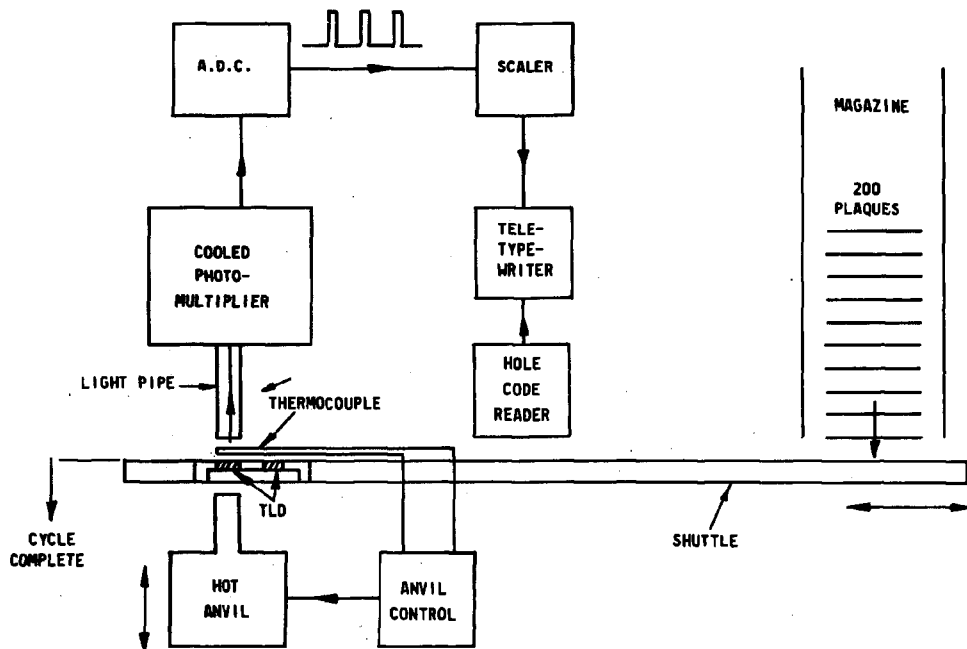 A.D.C.
SCALER
MAGAZINE
200
PLAQUES
COOLED
PHOTO-
MULTIPLIER
TELE-
TYPE-
WRITER
LIGHT PIPE
THERMOCOUPLE
HOLE
CODE
READER
TLD
CYCLE
COMPLETE
SHUTTLE
HOT
ANVIL
ANVIL
CONTROL